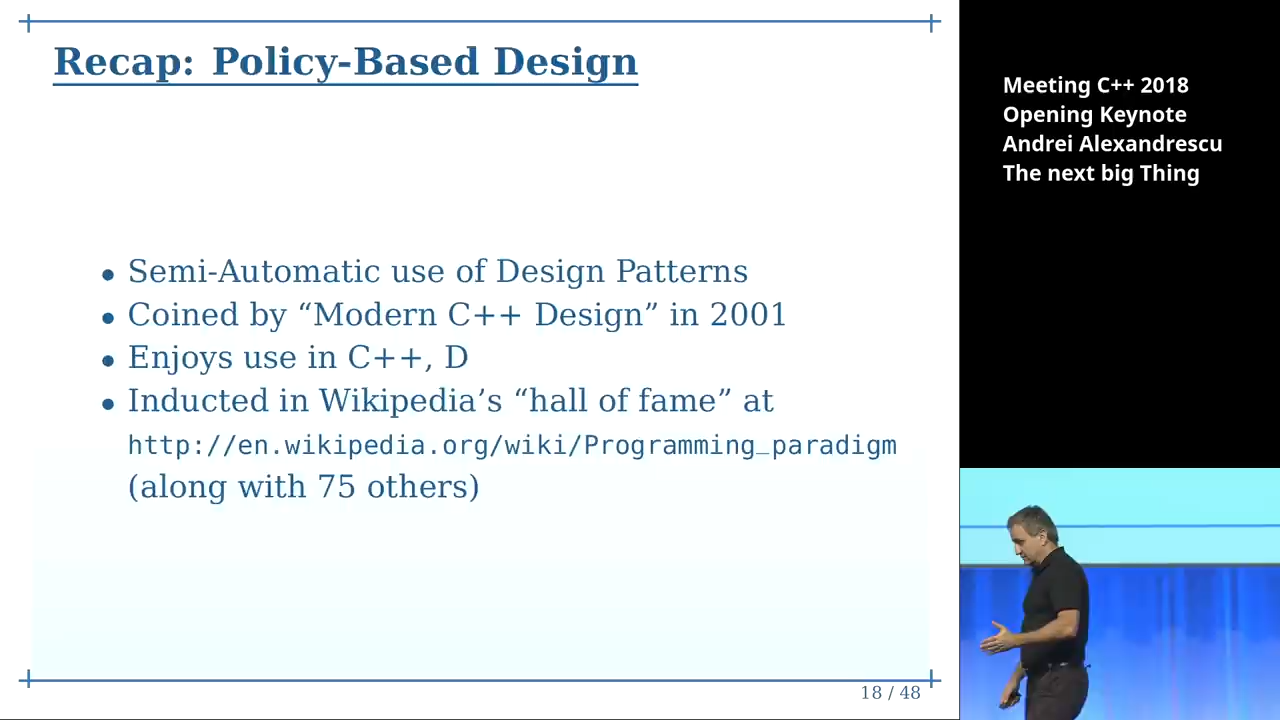 Recap: Policy-Based Design
• Semi-Automatic use of Design Patterns
• Coined by “Modern C++ Design” in 2001
• Enjoys use in C++, D
• Inducted in Wikipedia’s “hall of fame” at
http://en.wikipedia.org/wiki/Programming_paradigm
(along with 75 others)
18 / 48
Meeting C++ 2018
Opening Keynote
Andrei Alexandrescu
The next big Thing